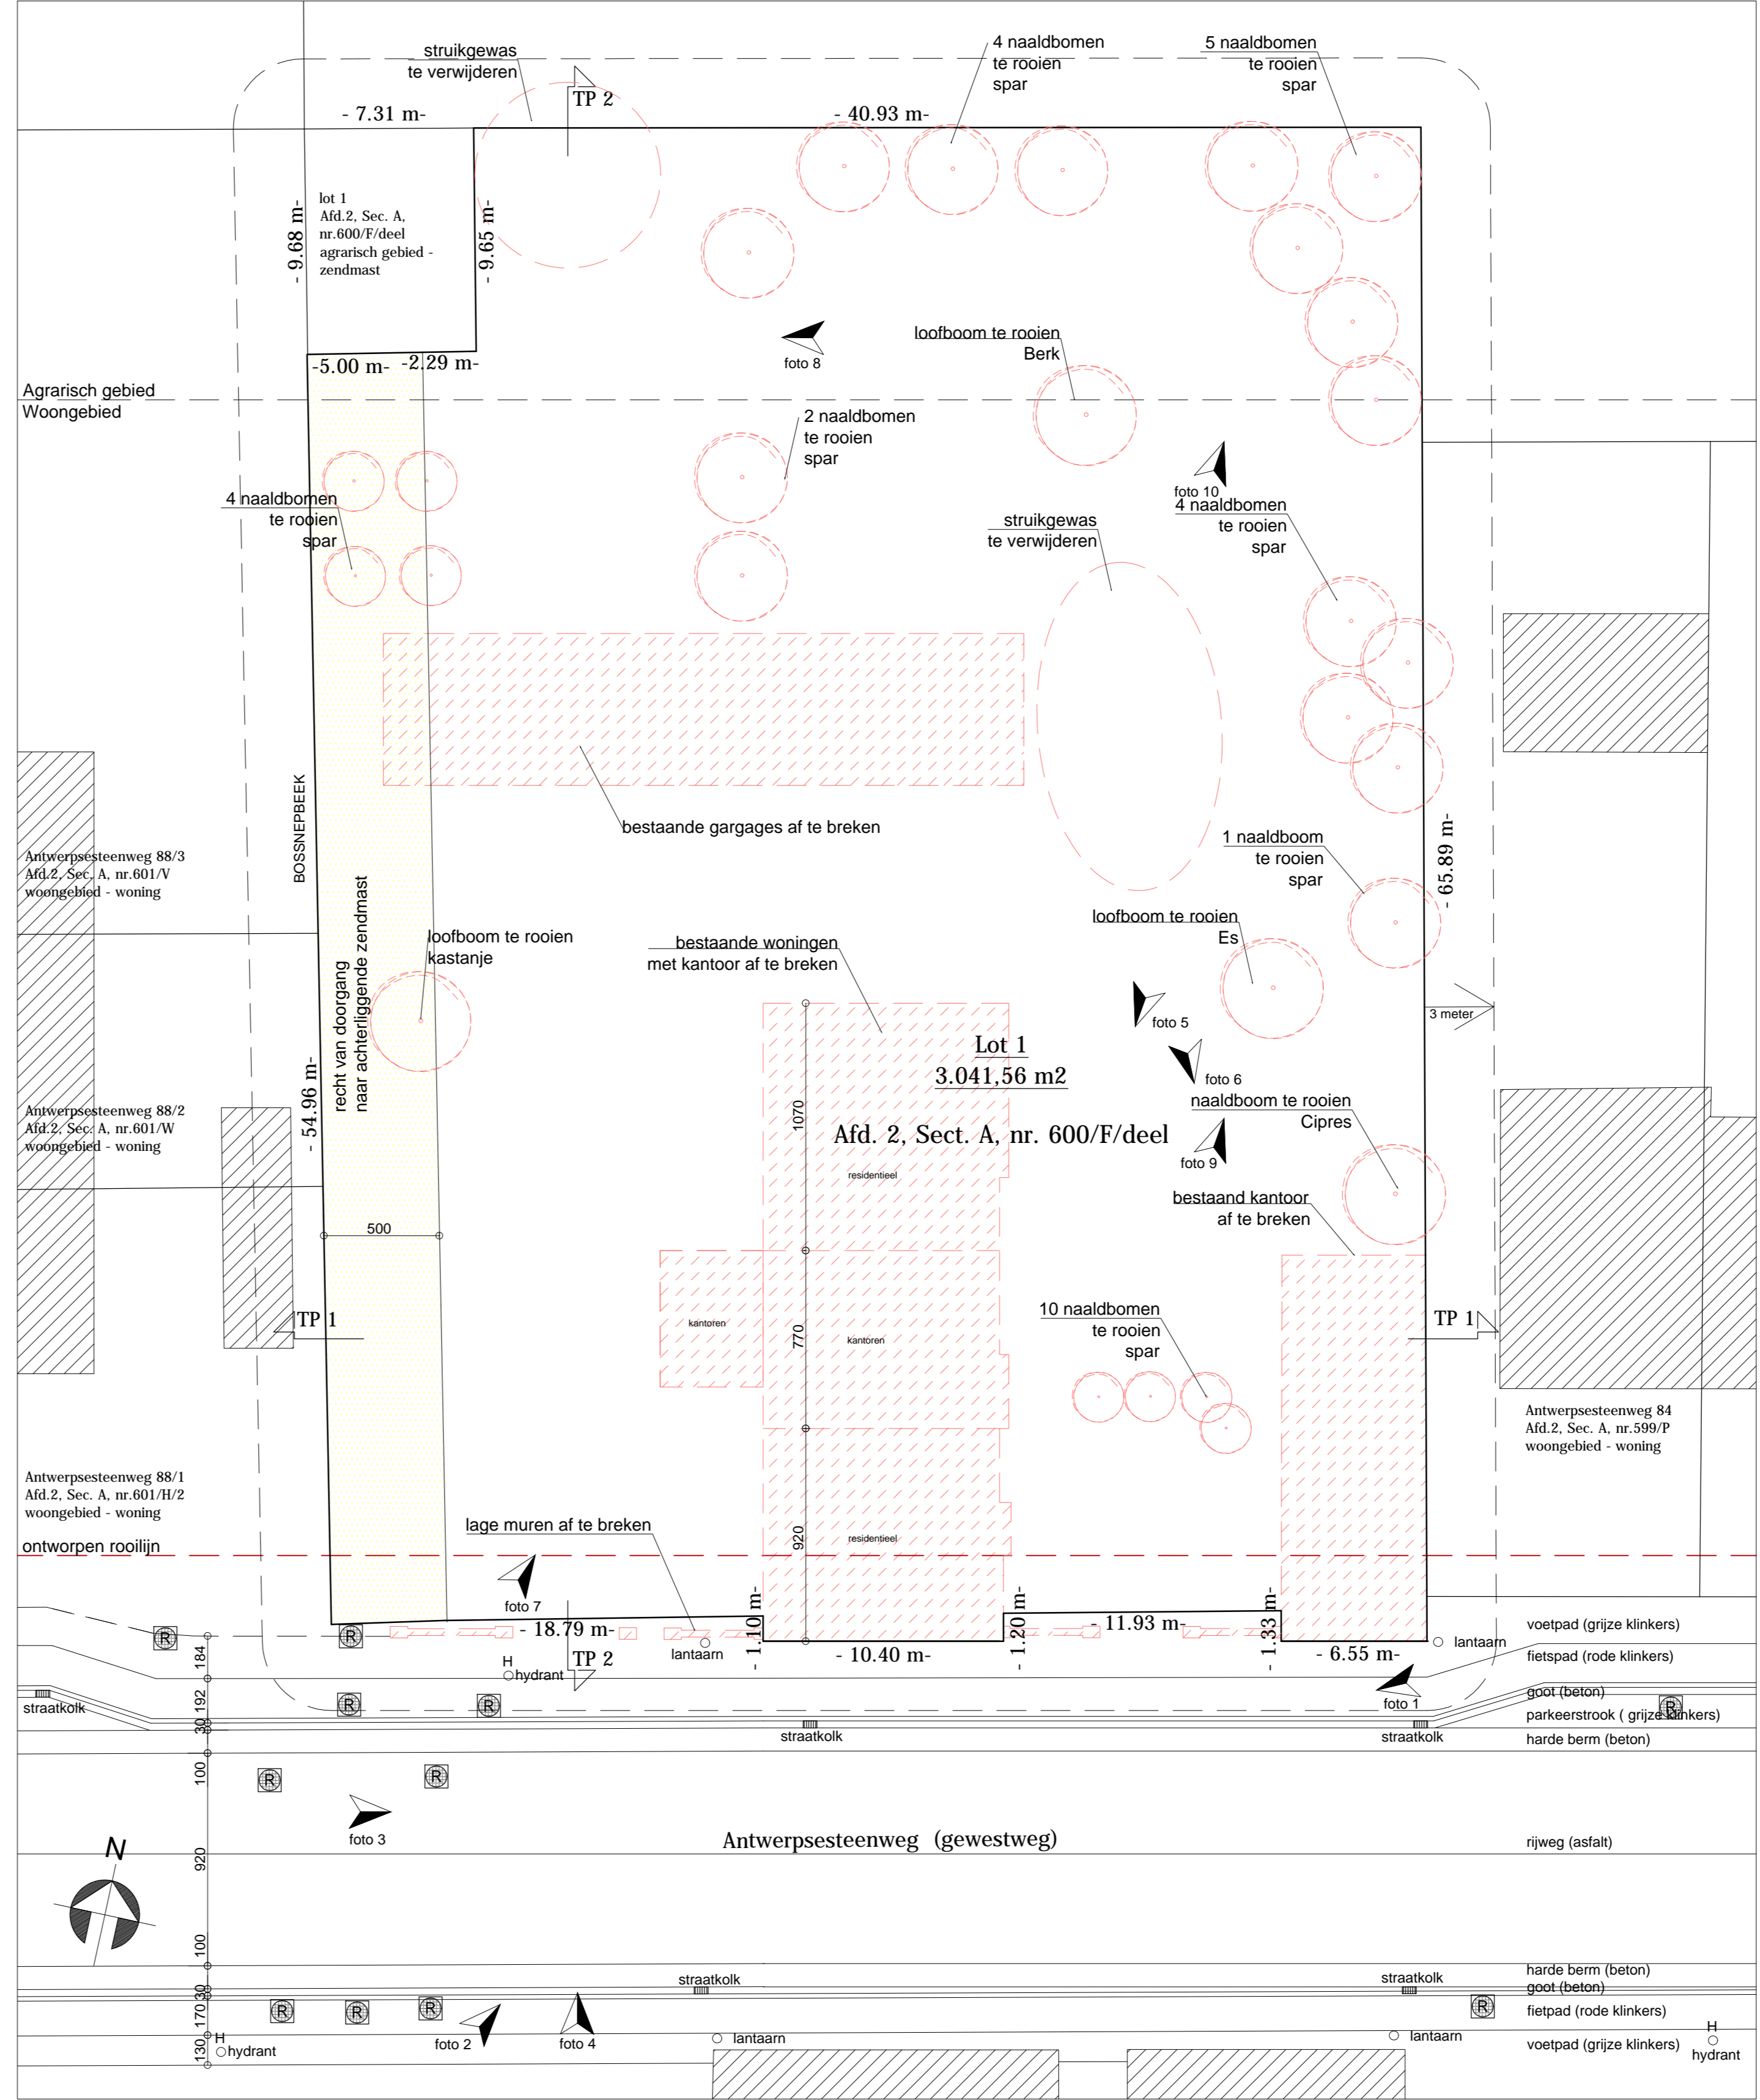 struikgewas
te verwijderen
4 naaldbomen
te rooien
spar
5 naaldbomen
te rooien
spar
TP 2
- 7.31 m-
- 40.93 m-
lot 1
Afd.2, Sec. A,
nr.600/F/deel
agrarisch gebied -
zendmast
- 9.68 m-
- 9.65 m-
foto 8
loofboom te rooien
Berk
-5.00 m-
-2.29 m-
Agrarisch gebied
Woongebied
2 naaldbomen
te rooien
spar
4 naaldbomen
te rooien
spar
foto 10
4 naaldbomen
te rooien
spar
struikgewas
te verwijderen
BOSSNEPBEEK
bestaande gargages af te breken
1 naaldboom
te rooien
spar
- 65.89 m-
Antwerpsesteenweg 88/3
Afd.2, Sec. A, nr.601/V
woongebied - woning
recht van doorgang
naar achterliggende zendmast
loofboom te rooien
kastanje
bestaande woningen
met kantoor af te breken
loofboom te rooien
Es
3 meter
foto 5
Lot 1
3.041,56 m2
foto 6
- 54.96 m-
Antwerpsesteenweg 88/2
Afd.2, Sec. A, nr.601/W
woongebied - woning
1070
Afd. 2, Sect. A, nr. 600/F/deel
naaldboom te rooien
Cipres
foto 9
residentieel
bestaand kantoor
af te breken
500
TP 1
kantoren
770
kantoren
10 naaldbomen
te rooien
spar
TP 1
Antwerpsesteenweg 84
Afd.2, Sec. A, nr.599/P
woongebied - woning
Antwerpsesteenweg 88/1
Afd.2, Sec. A, nr.601/H/2
woongebied - woning
lage muren af te breken
920
residentieel
ontworpen rooilijn
foto 7
- 18.79 m-
- 1.10 m-
- 10.40 m-
- 1.20 m-
- 11.93 m-
- 1.33 m-
- 6.55 m-
lantaarn
lantaarn
voetpad (grijze klinkers)
R
R
184
H
hydrant
TP 2
fietspad (rode klinkers)
straatkolk
192
R
R
foto 1
goot (beton)
R
parkeerstrook ( grijze klinkers)
30
straatkolk
straatkolk
harde berm (beton)
100
R
R
foto 3
Antwerpsesteenweg (gewestweg)
rijweg (asfalt)
N
920
100
straatkolk
straatkolk
harde berm (beton)
goot (beton)
30
R
R
R
R
fietpad (rode klinkers)
170
foto 2
foto 4
lantaarn
lantaarn
H
hydrant
130
voetpad (grijze klinkers)
H
hydrant